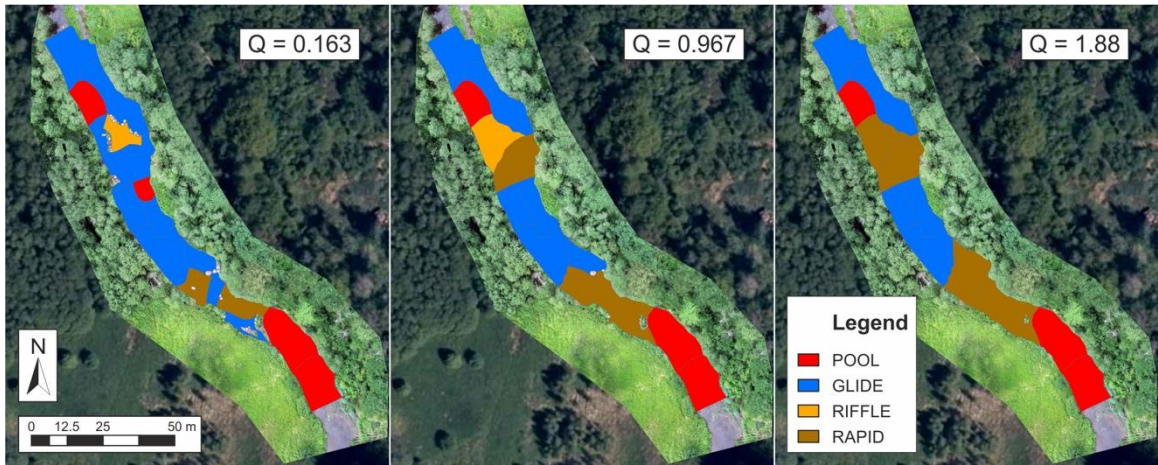 Q = 0.163
Q = 0.967
Q = 1.88
N
0 12.5 25 50 m
Legend
POOL
GLIDE
RIFFLE
RAPID